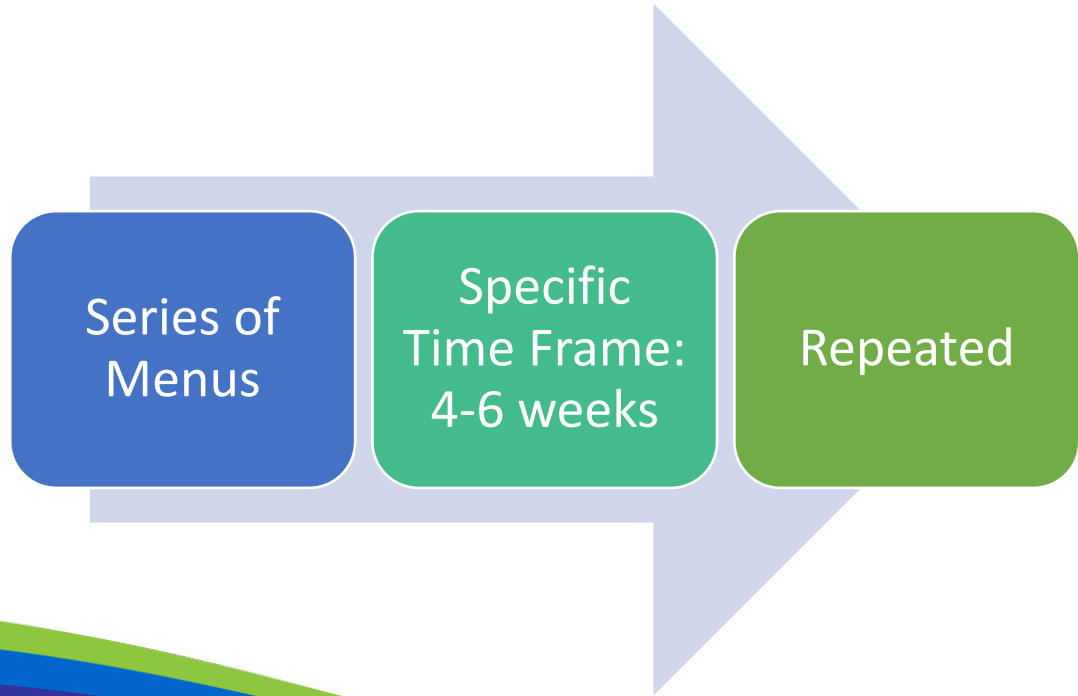 Series of
Menus
Specific
Time Frame:
4-6 weeks
Repeated